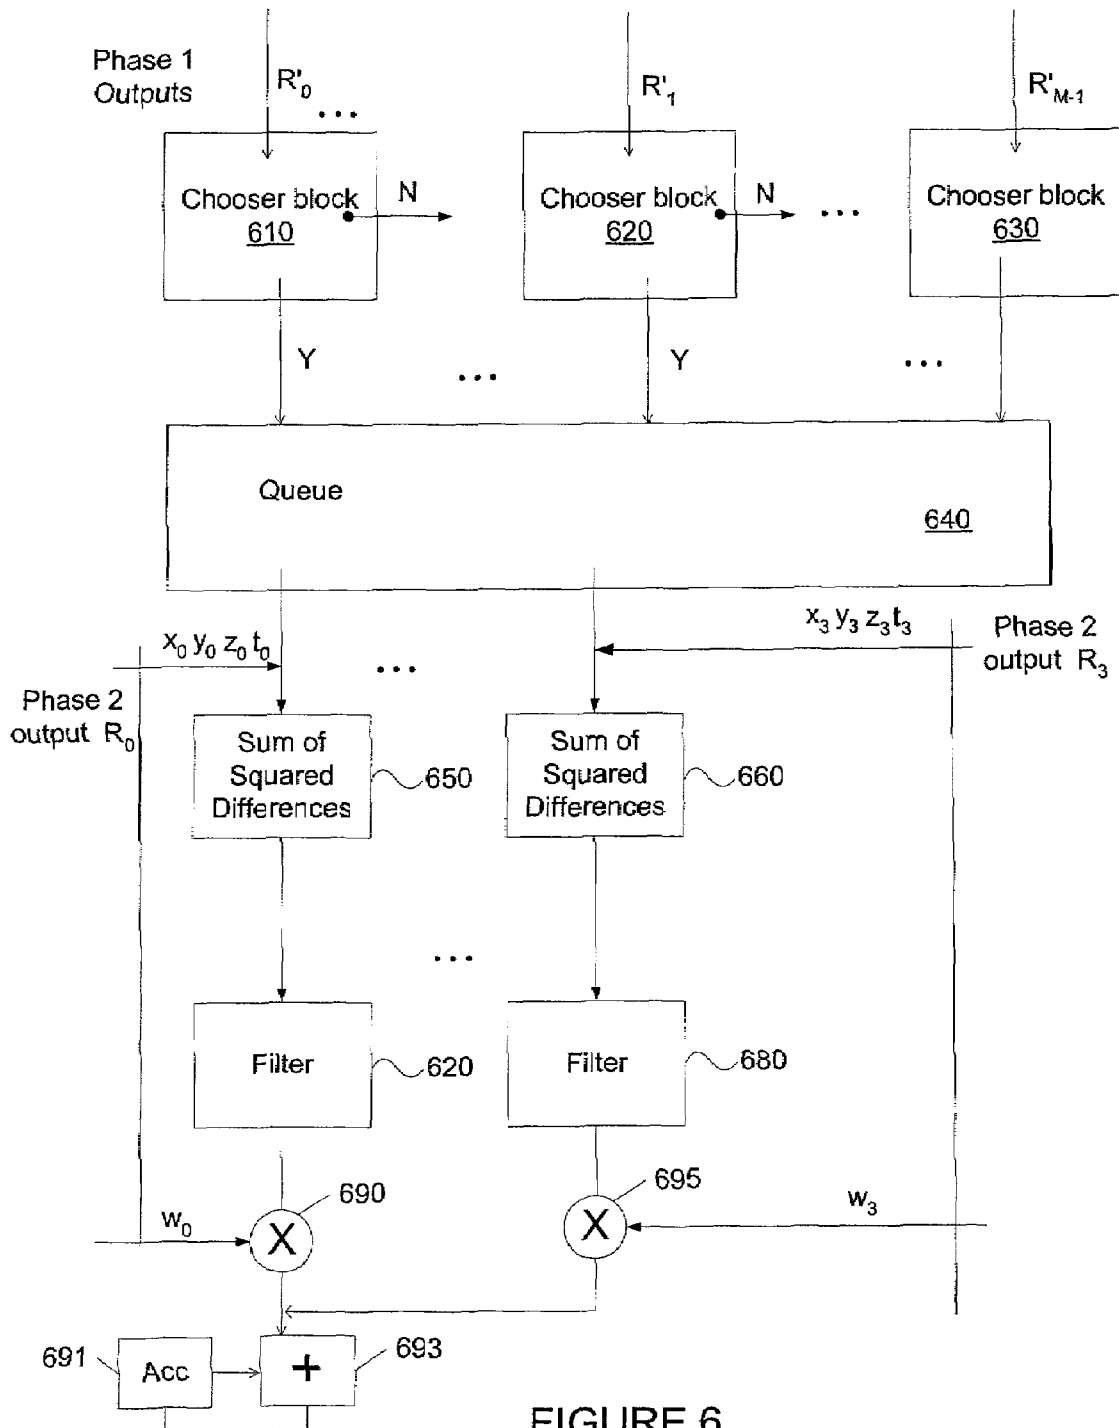 Phase 1
Outputs
R'0
...
R'1
R'M-1
Chooser block
610
N
Chooser block
620
N
...
Chooser block
630
Y
...
Y
...
Queue
640
x0 y0 z0 t0
...
x3 y3 z3 t3
Phase 2
output R3
Phase 2
output R0
Sum of
Squared
Differences
650
Sum of
Squared
Differences
660
...
Filter
620
Filter
680
690
695
w0
X
X
w3
691
Acc
+
693
FIGURE 6